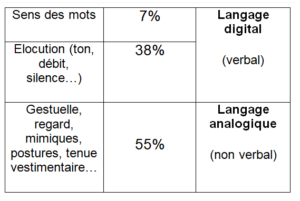 Sens des mots
7%
Langage
digital
(verbal)
Elocution (ton,
débit,
silence…)
38%
Gestuelle,
regard,
mimiques,
postures, tenue
vestimentaire…
55%
Langage
analogique
(non verbal)